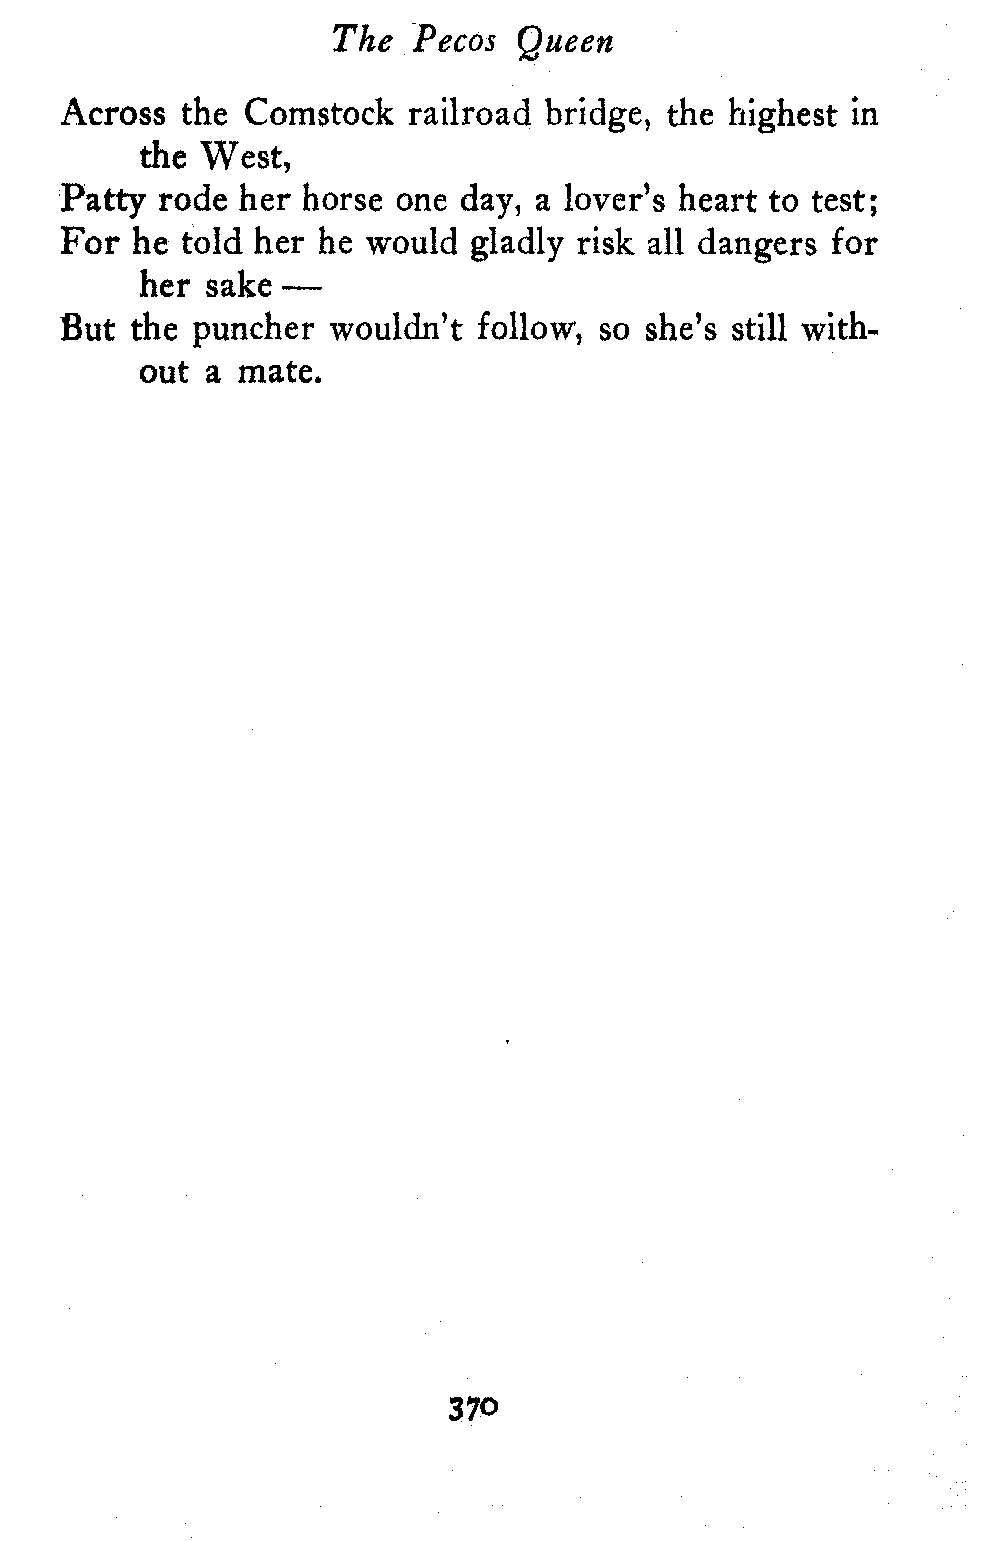 The Pecos Queen
Across the Comstock railroad bridge, the highest in
the West,
Patty rode her horse one day, a lover's heart to test;
For he told her he would gladly risk all dangers for
her sake —
But the puncher wouldn't follow, so she's still with-
out a mate.
370